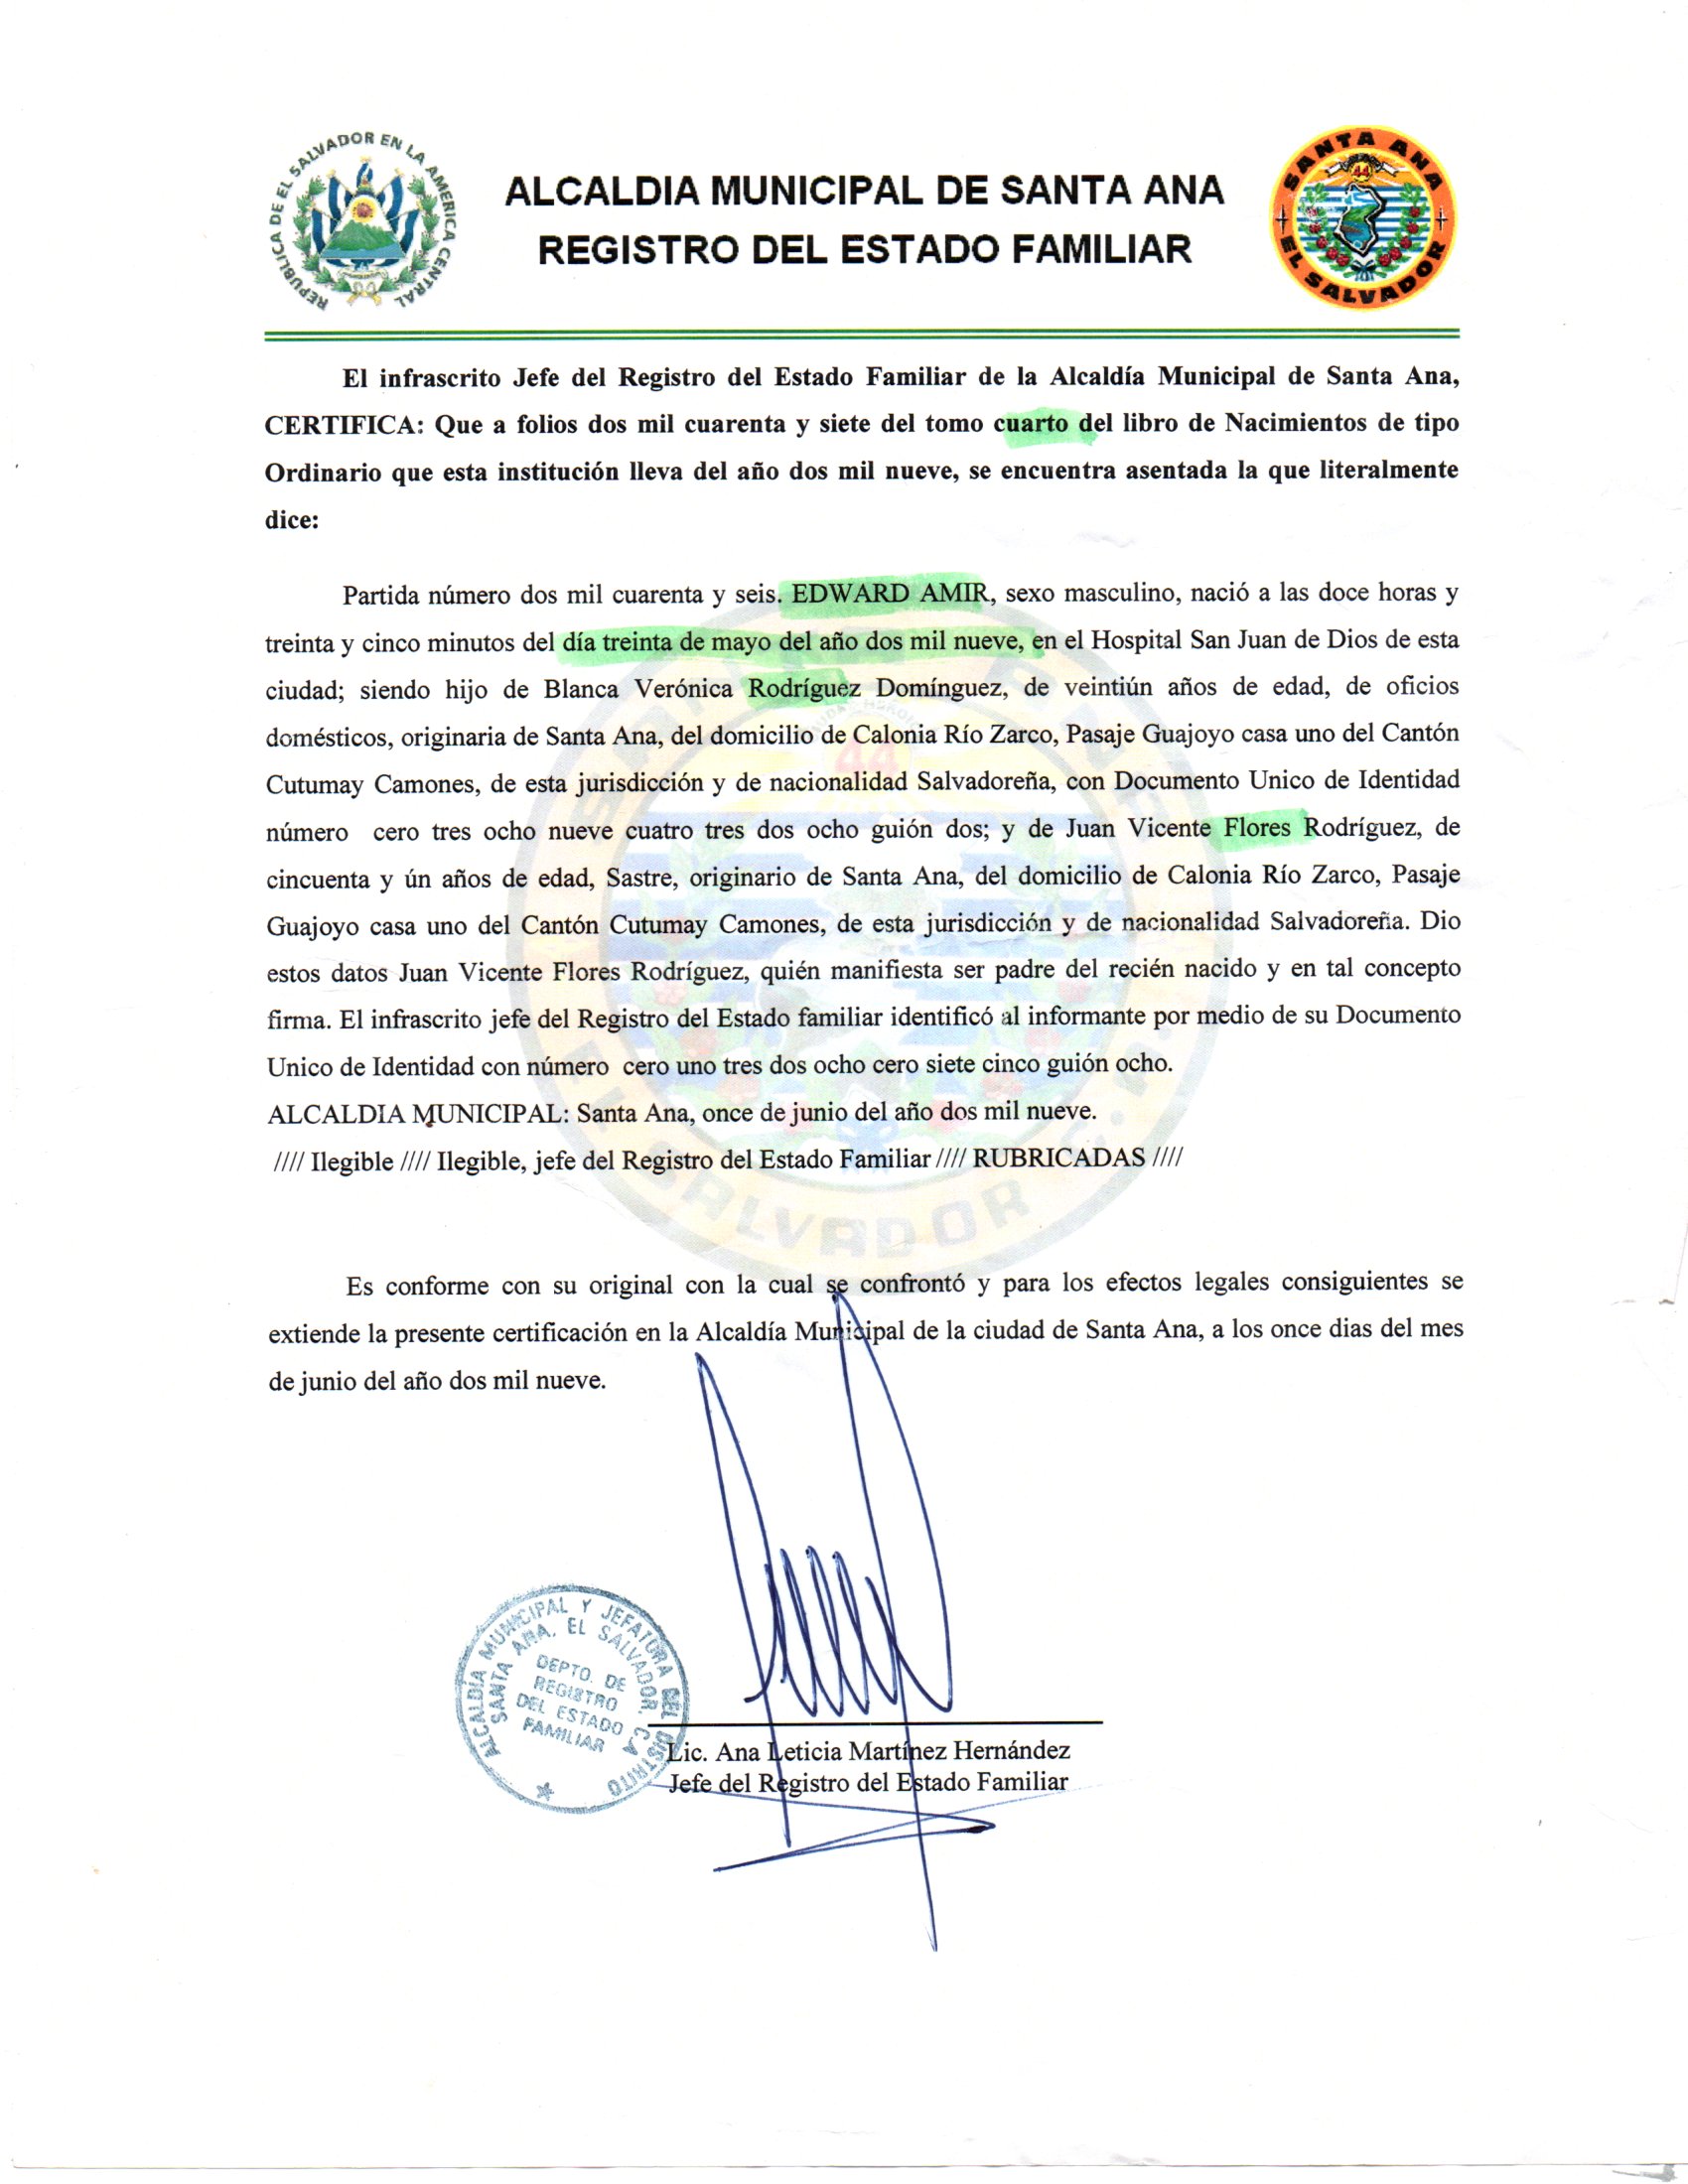 REPUBLICA DE EL SALVADOR EN LA AMERICA CENTRAL
ALCALDIA MUNICIPAL DE SANTA ANA
REGISTRO DEL ESTADO FAMILIAR
SANTA ANA
44
EL SALVADOR
El infrascrito Jefe del Registro del Estado Familiar de la Alcaldía Municipal de Santa Ana,
CERTIFICA: Que a folios dos mil cuarenta y siete del tomo cuarto del libro de Nacimientos de tipo
Ordinario que esta institución lleva del año dos mil nueve, se encuentra asentada la que literalmente
dice:
Partida número dos mil cuarenta y seis. EDWARD AMIR, sexo masculino, nació a las doce horas y
treinta y cinco minutos del día treinta de mayo del año dos mil nueve, en el Hospital San Juan de Dios de esta
ciudad; siendo hijo de Blanca Verónica Rodríguez Domínguez, de veintiún años de edad, de oficios
domésticos, originaria de Santa Ana, del domicilio de Calonia Río Zarco, Pasaje Guajoyo casa uno del Cantón
Cutumay Camones, de esta jurisdicción y de nacionalidad Salvadoreña, con Documento Unico de Identidad
número cero tres ocho nueve cuatro tres dos ocho guión dos; y de Juan Vicente Flores Rodríguez, de
cincuenta y ún años de edad, Sastre, originario de Santa Ana, del domicilio de Calonia Río Zarco, Pasaje
Guajoyo casa uno del Cantón Cutumay Camones, de esta jurisdicción y de nacionalidad Salvadoreña. Dio
estos datos Juan Vicente Flores Rodríguez, quién manifiesta ser padre del recién nacido y en tal concepto
firma. El infrascrito jefe del Registro del Estado familiar identificó al informante por medio de su Documento
Unico de Identidad con número cero uno tres dos ocho cero siete cinco guión ocho.
ALCALDIA MUNICIPAL: Santa Ana, once de junio del año dos mil nueve.
//// Ilegible //// Ilegible, jefe del Registro del Estado Familiar //// RUBRICADAS ////
EL SALVADOR
Es conforme con su original con la cual se confrontó y para los efectos legales consiguientes se
extiende la presente certificación en la Alcaldía Municipal de la ciudad de Santa Ana, a los once dias del mes
de junio del año dos mil nueve.
ALCALDÍA MUNICIPAL Y JEFATURA DEL DISTRITO
SANTA ANA, EL SALVADOR, C.A.
DEPTO. DE
REGISTRO
DEL ESTADO
FAMILIAR
Lic. Ana Leticia Martínez Hernández
Jefe del Registro del Estado Familiar